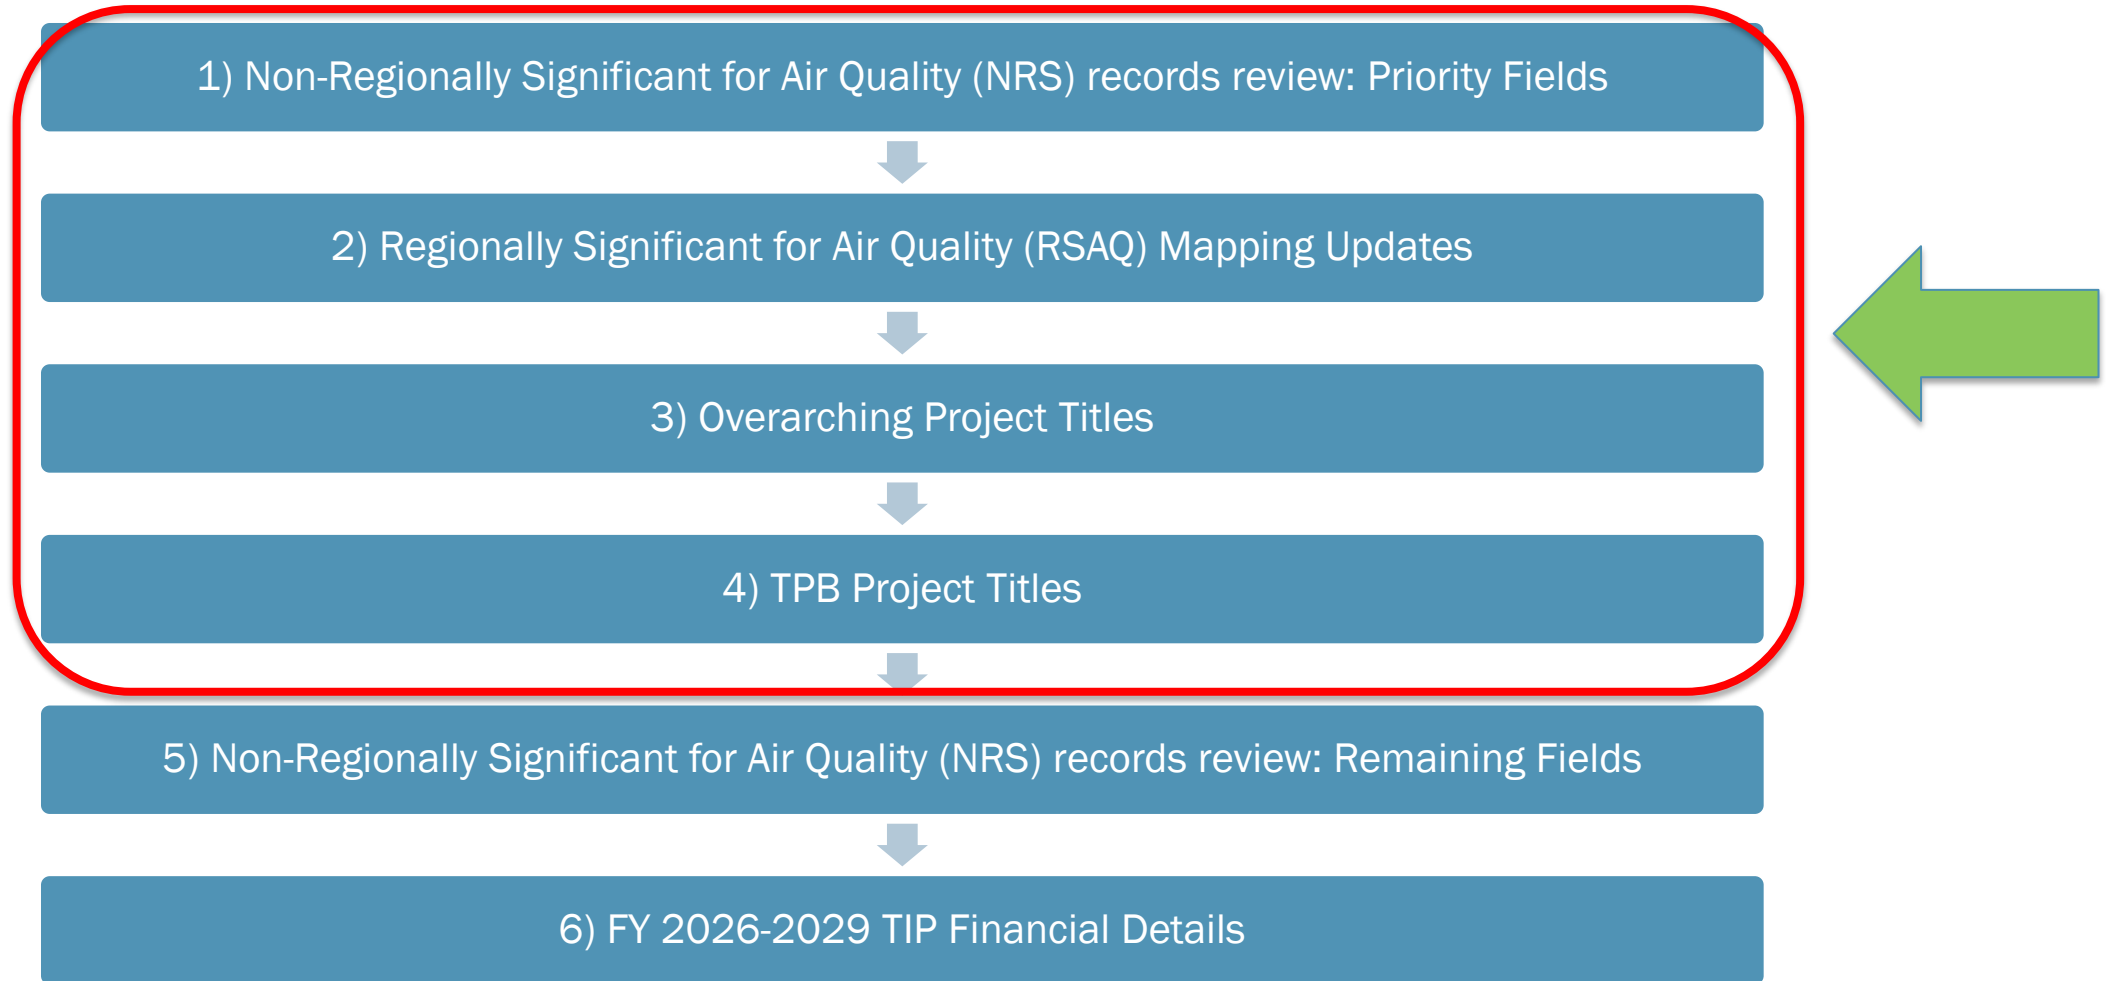 1) Non-Regionally Significant for Air Quality (NRS) records review: Priority Fields
2) Regionally Significant for Air Quality (RSAQ) Mapping Updates
3) Overarching Project Titles
4) TPB Project Titles
5) Non-Regionally Significant for Air Quality (NRS) records review: Remaining Fields
6) FY 2026-2029 TIP Financial Details